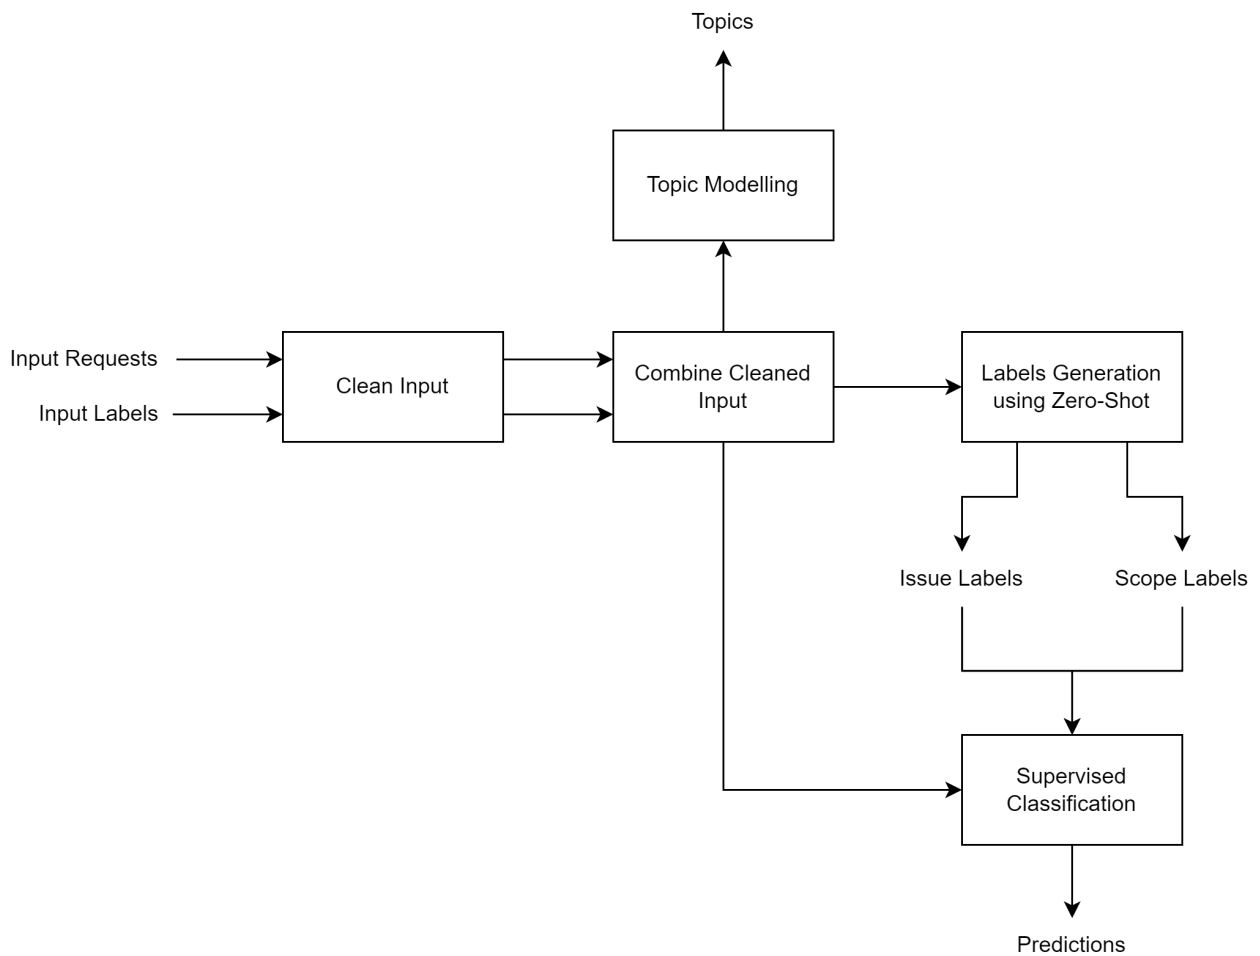 Topics
Topic Modelling
Input Requests
Input Labels
Clean Input
Combine Cleaned
Input
Labels Generation
using Zero-Shot
Issue Labels
Scope Labels
Supervised
Classification
Predictions